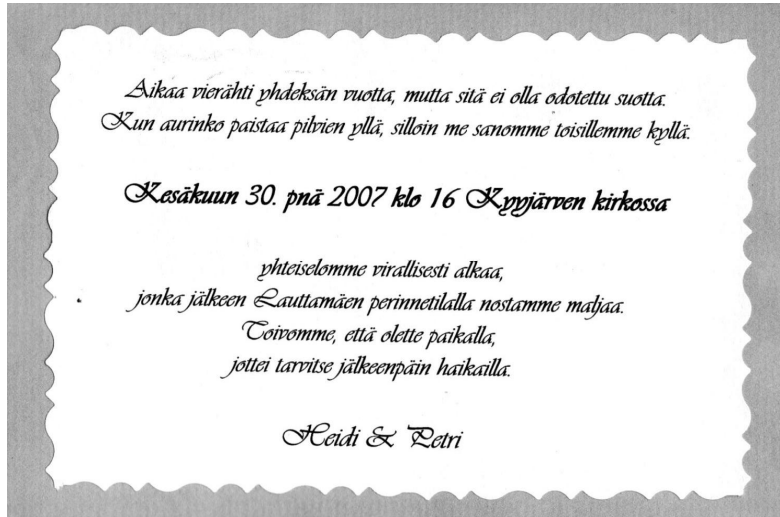 Aikaa vierähti yhdeksän vuotta, mutta sitä ei olla odotettu suotta.
Kun aurinko paistaa pilvien yllä, silloin me sanomme toisillemme kyllä.
Kesäkuun 30. pnä 2007 klo 16 Kyyjärven kirkossa
yhteiselomme virallisesti alkaa,
jonka jälkeen Lauttamäen perinnetilalla nostamme maljaa.
Toivomme, että olette paikalla,
jottei tarvitse jälkeenpäin haikailla.
Heidi & Petri